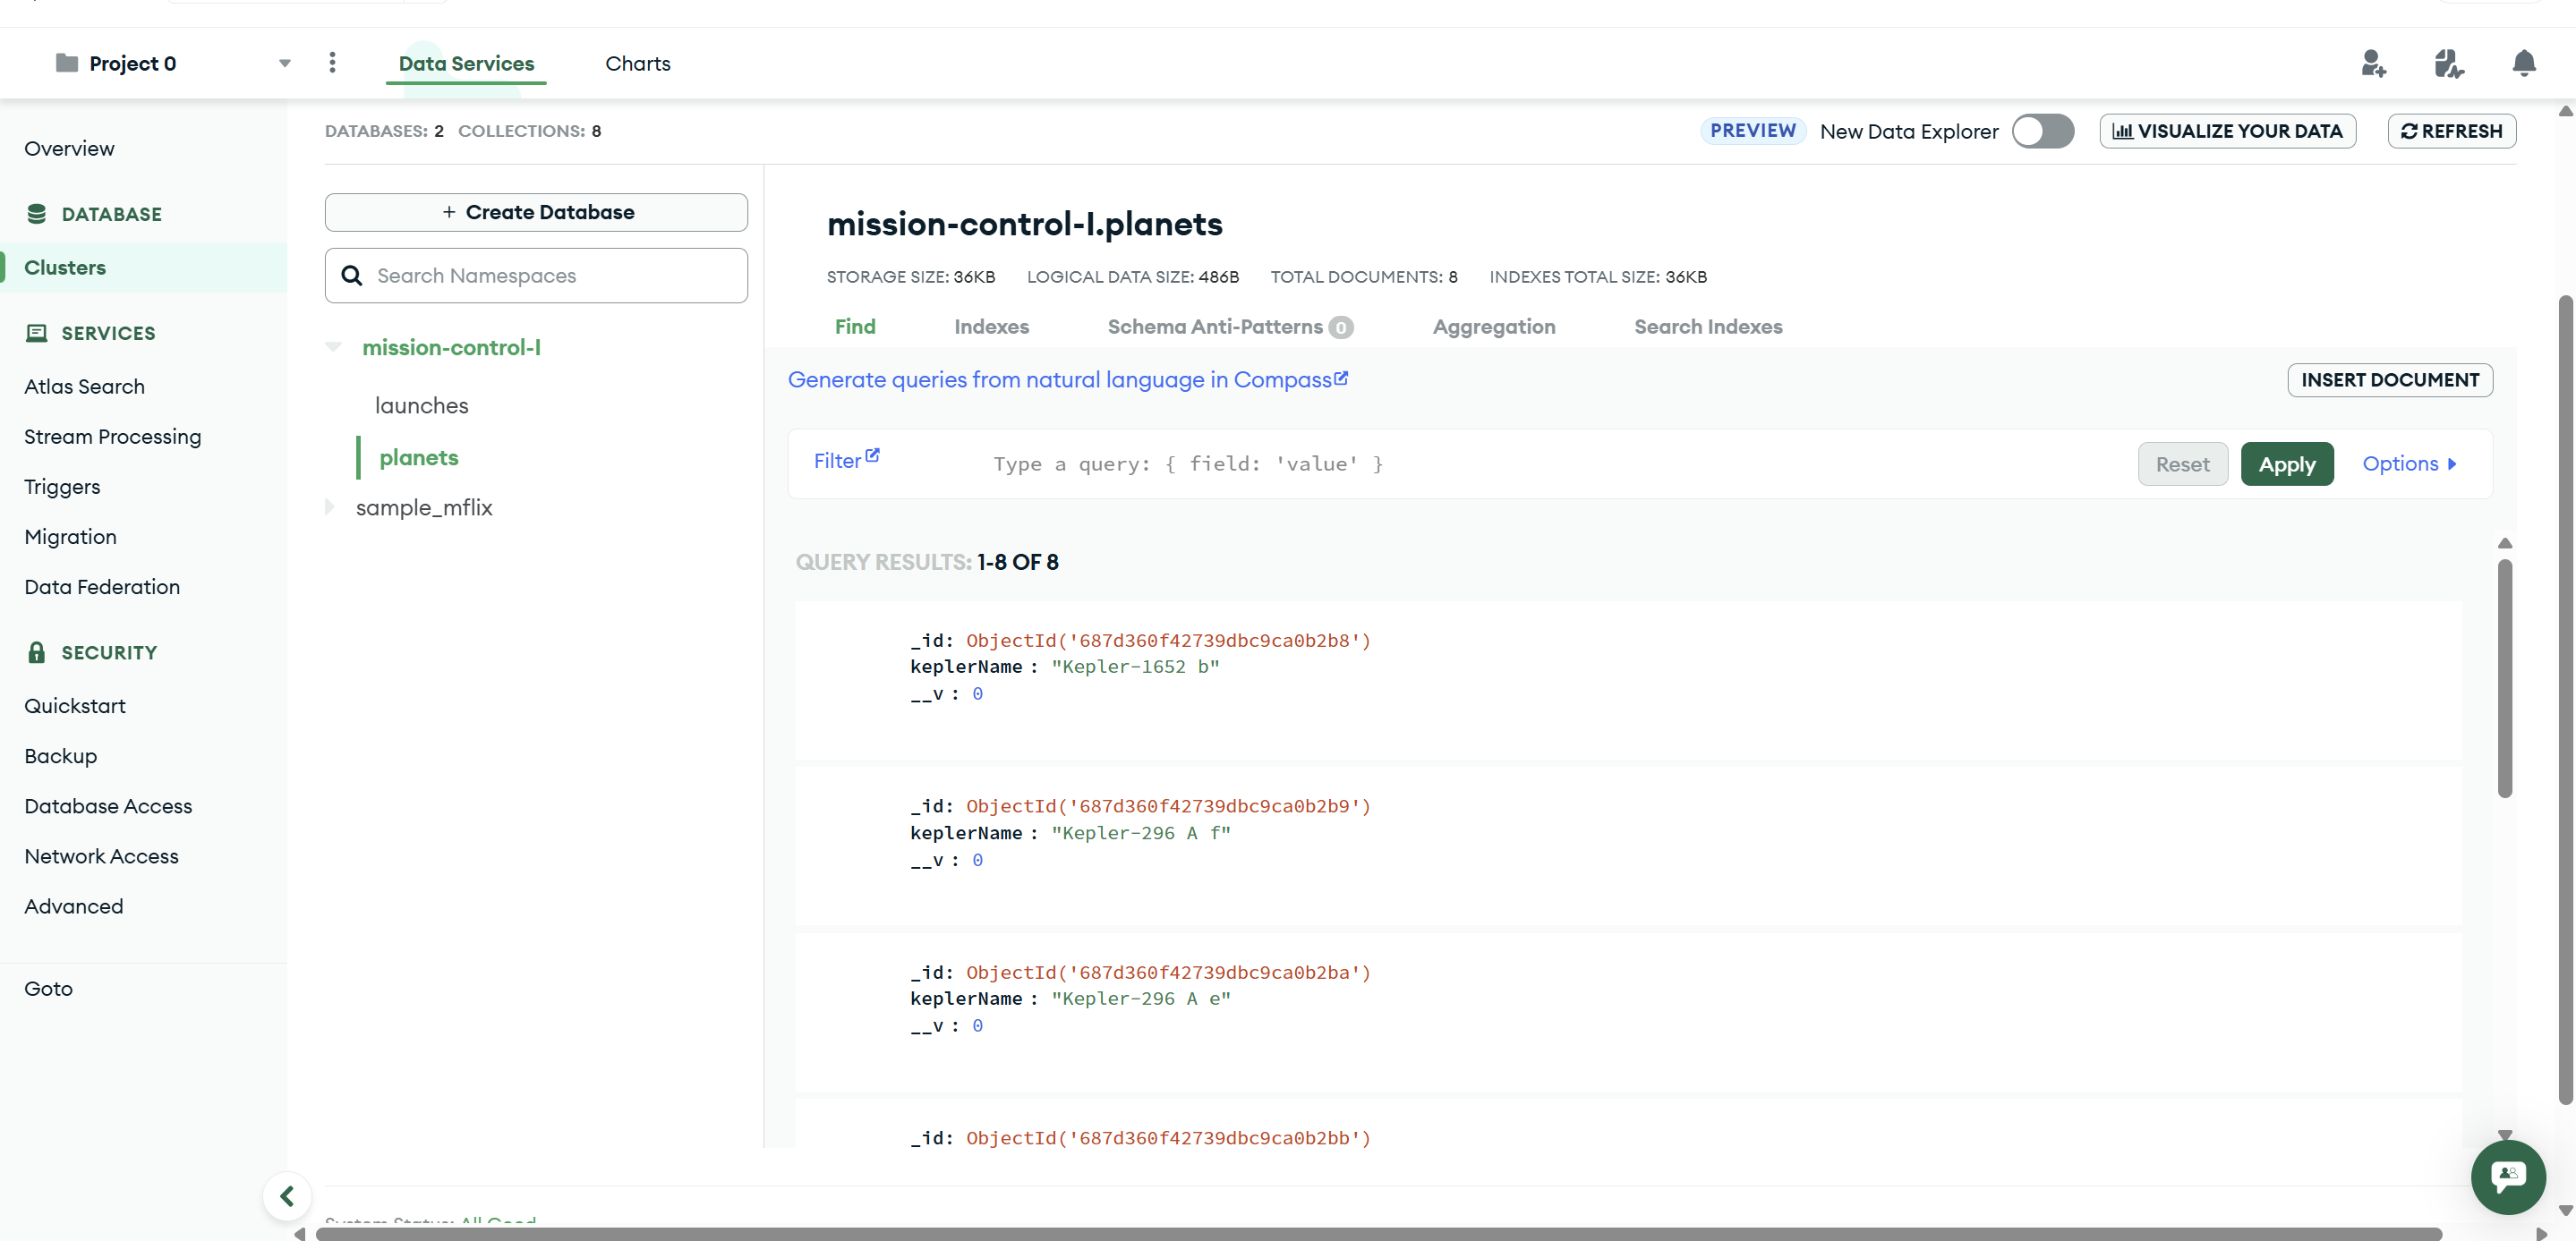 Project 0
Data Services
Charts
Overview
DATABASE
Clusters
SERVICES
Atlas Search
Stream Processing
Triggers
Migration
Data Federation
SECURITY
Quickstart
Backup
Database Access
Network Access
Advanced
Goto
DATABASES: 2 COLLECTIONS: 8
PREVIEW New Data Explorer
VISUALIZE YOUR DATA
REFRESH
+ Create Database
Search Namespaces
mission-control-I
launches
planets
sample_mflix
mission-control-I.planets
STORAGE SIZE: 36KB LOGICAL DATA SIZE: 486B TOTAL DOCUMENTS: 8 INDEXES TOTAL SIZE: 36KB
Find Indexes Schema Anti-Patterns 0 Aggregation Search Indexes
Generate queries from natural language in Compass
INSERT DOCUMENT
Filter
Type a query: { field: 'value' }
Reset
Apply
Options
QUERY RESULTS: 1-8 OF 8
_id: ObjectId('687d360f42739dbc9ca0b2b8')
keplerName : "Kepler-1652 b"
__v : 0
_id: ObjectId('687d360f42739dbc9ca0b2b9')
keplerName : "Kepler-296 A f"
__v : 0
_id: ObjectId('687d360f42739dbc9ca0b2ba')
keplerName : "Kepler-296 A e"
__v : 0
_id: ObjectId('687d360f42739dbc9ca0b2bb')
System Status: All Good